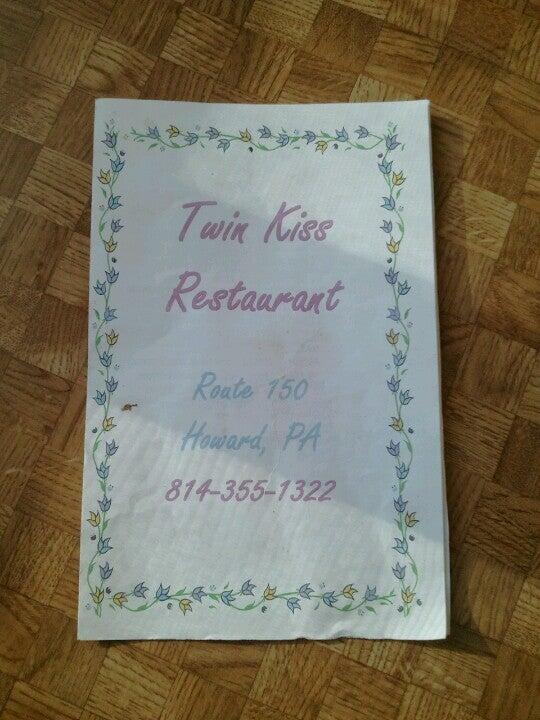 Twin Kiss
Restaurant
Route 150
Howard, PA
814-355-1322